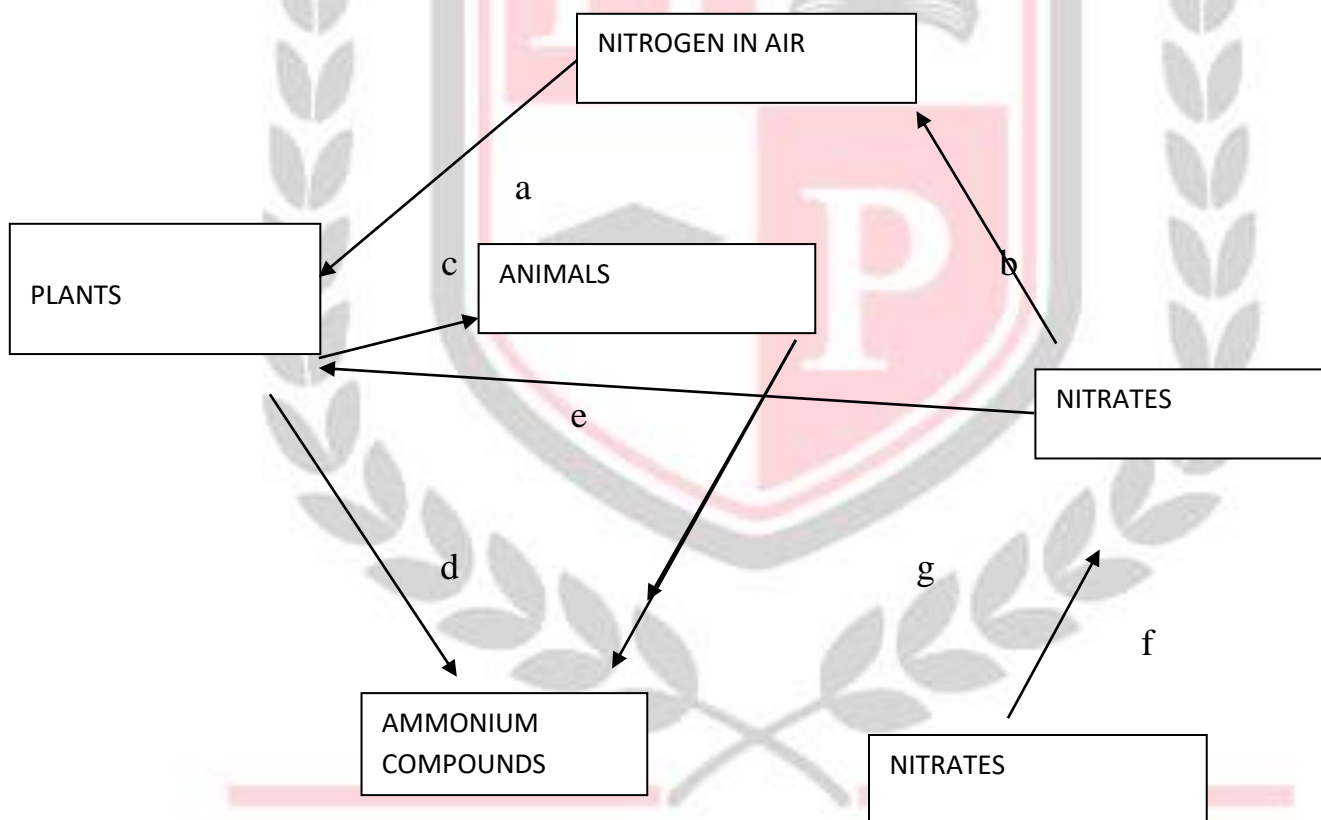 NITROGEN IN AIR
a
c
ANIMALS
b
PLANTS
P
NITRATES
e
d
g
f
AMMONIUM
COMPOUNDS
NITRATES